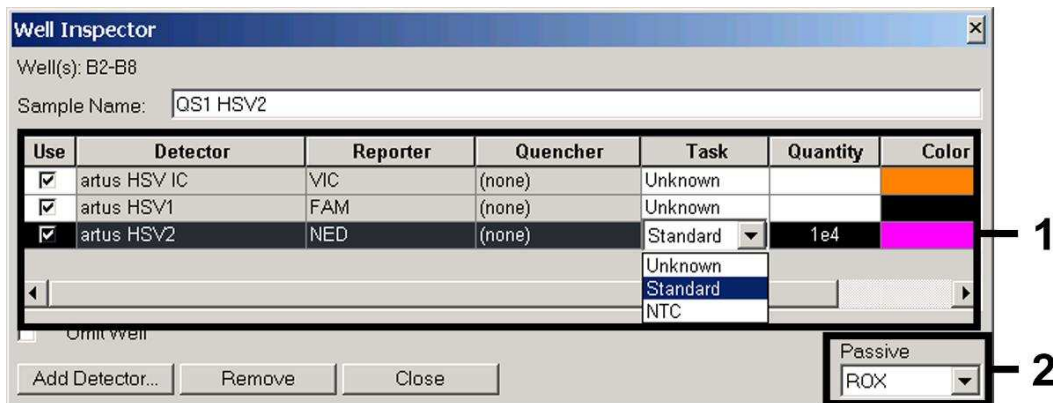 Well Inspector
Well(s): B2-B8
Sample Name: QS1 HSV2
Use Detector Reporter Quencher Task Quantity Color
artus HSV IC VIC (none) Unknown
artus HSV1 FAM (none) Unknown
artus HSV2 NED (none) Standard 1e4
1
Unknown
Standard
NTC
Omit Well
Passive
Add Detector... Remove Close ROX
2